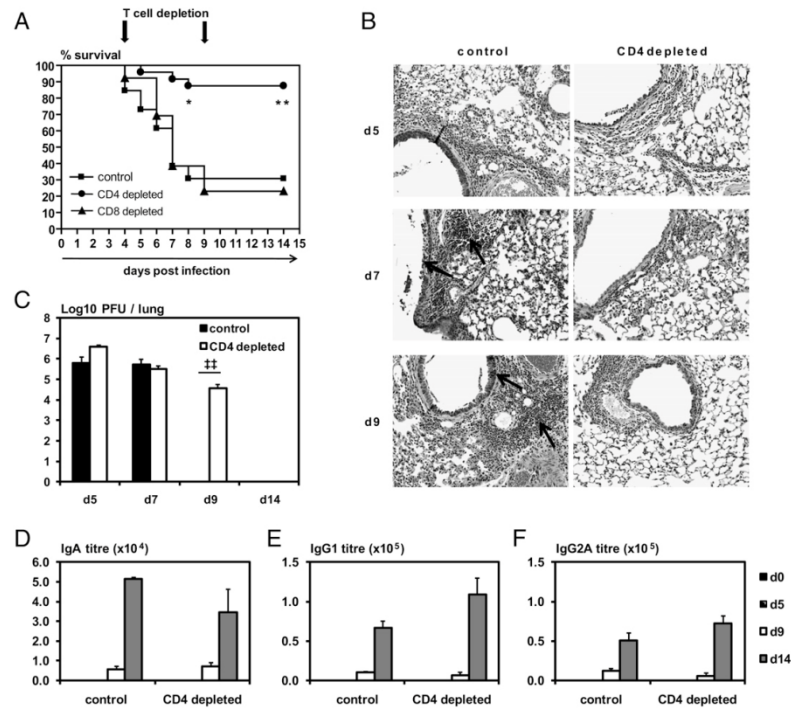 A
T cell depletion
% survival
100
90
80
70
60
50
40
30
20
10
0
*
**
control
CD4 depleted
CD8 depleted
0 1 2 3 4 5 6 7 8 9 10 11 12 13 14 15
days post infection
B
control CD4 depleted
d5
d7
d9
C
Log10 PFU / lung
8
7
6
5
4
3
2
1
0
control
CD4 depleted
‡‡
d5 d7 d9 d14
D
IgA titre (x10⁴)
6.0
5.0
4.0
3.0
2.0
1.0
0.0
control CD4 depleted
E
IgG1 titre (x10⁵)
1.5
1.0
0.5
0.0
control CD4 depleted
F
IgG2A titre (x10⁵)
1.5
1.0
0.5
0.0
control CD4 depleted
d0
d5
d9
d14